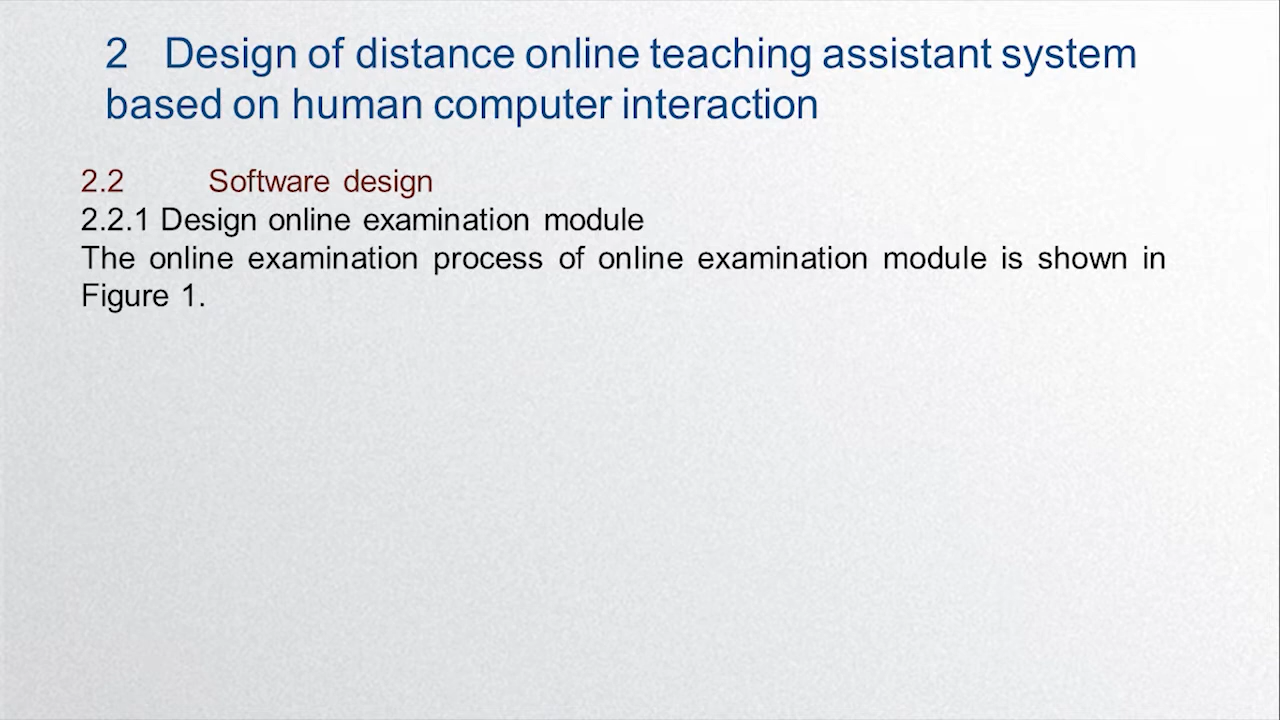 2 Design of distance online teaching assistant system
based on human computer interaction
2.2 Software design
2.2.1 Design online examination module
The online examination process of online examination module is shown in
Figure 1.